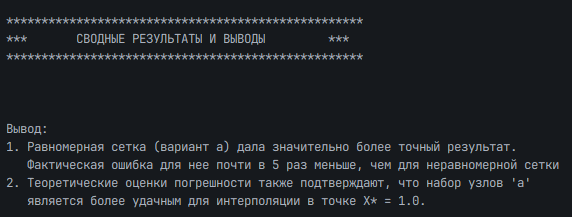 ***************************************************
***       СВОДНЫЕ РЕЗУЛЬТАТЫ И ВЫВОДЫ         ***
***************************************************
Вывод:
1. Равномерная сетка (вариант а) дала значительно более точный результат.
   Фактическая ошибка для нее почти в 5 раз меньше, чем для неравномерной сетки
2. Теоретические оценки погрешности также подтверждают, что набор узлов 'а'
   является более удачным для интерполяции в точке X* = 1.0.